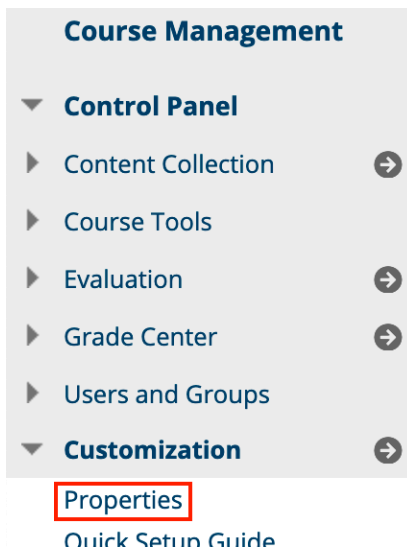 Course Management
Control Panel
Content Collection
Course Tools
Evaluation
Grade Center
Users and Groups
Customization
Properties
Quick Setup Guide